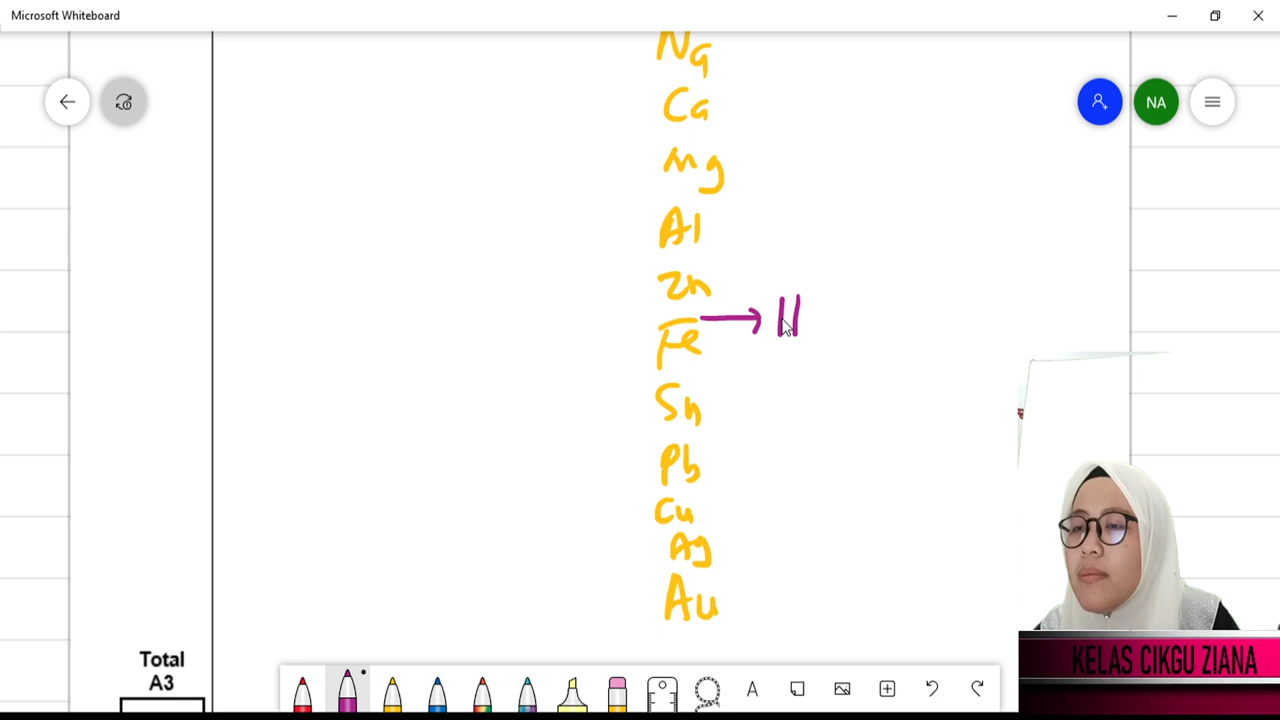 Microsoft Whiteboard
Na
Ca
NA
Mg
Al
Zn
Fe →
Sn
Pb
Cu
Ag
Au
Total
A3
KELAS CIKGU ZIANA